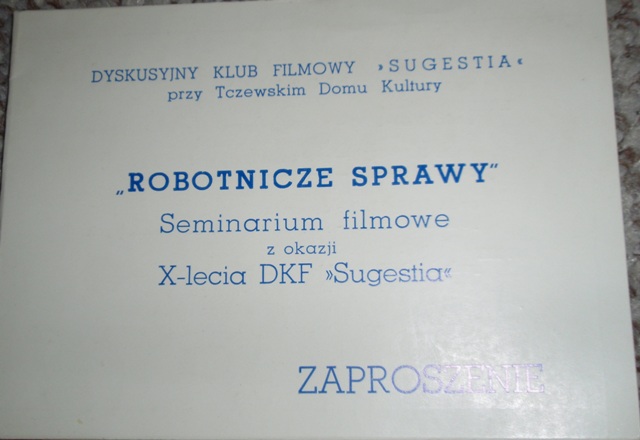 DYSKUSYJNY KLUB FILMOWY »SUGESTIA«
przy Tczewskim Domu Kultury
„ROBOTNICZE SPRAWY"
Seminarium filmowe
z okazji
X-lecia DKF »Sugestia«
ZAPROSZENIE